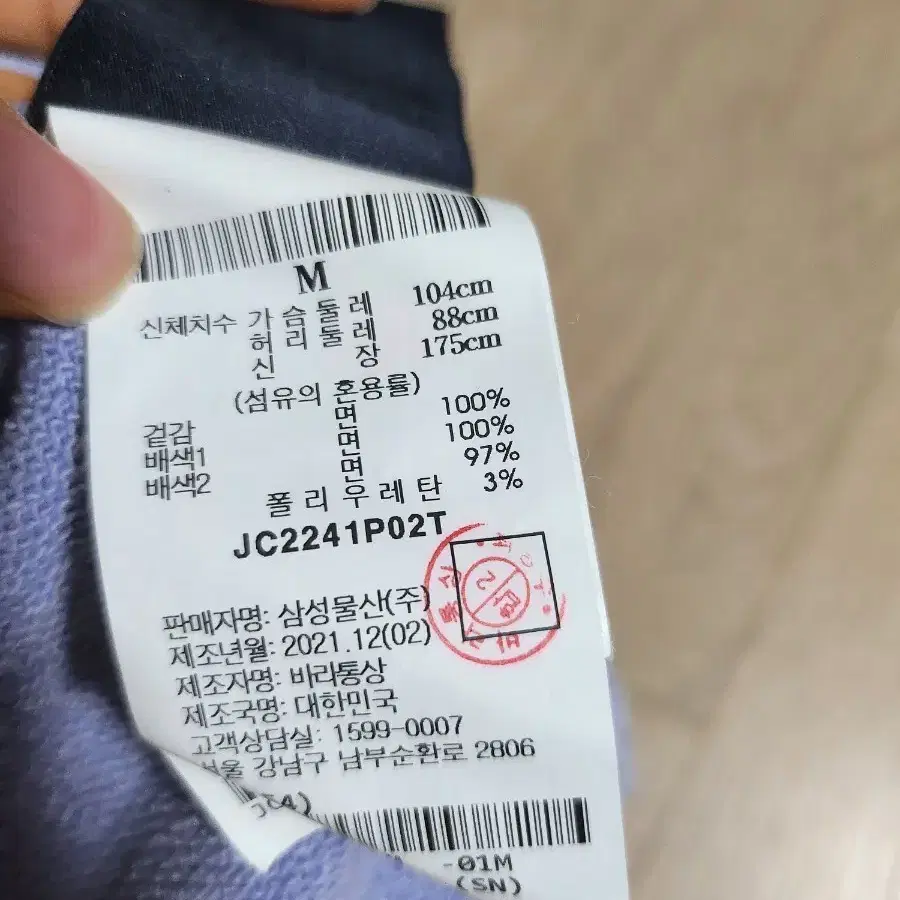 M
신체치수 가슴둘레 104cm
허리둘레 88cm
신장 175cm
(섬유의 혼용률)
겉감 면 100%
배색1 면 100%
배색2 면 97%
폴리우레탄 3%
JC2241P02T
판매자명: 삼성물산(주)
제조년월: 2021.12(02)
제조자명: 바리통상
제조국명: 대한민국
고객상담실: 1599-0007
강남구 남부순환로 2806
-01M
(SN)